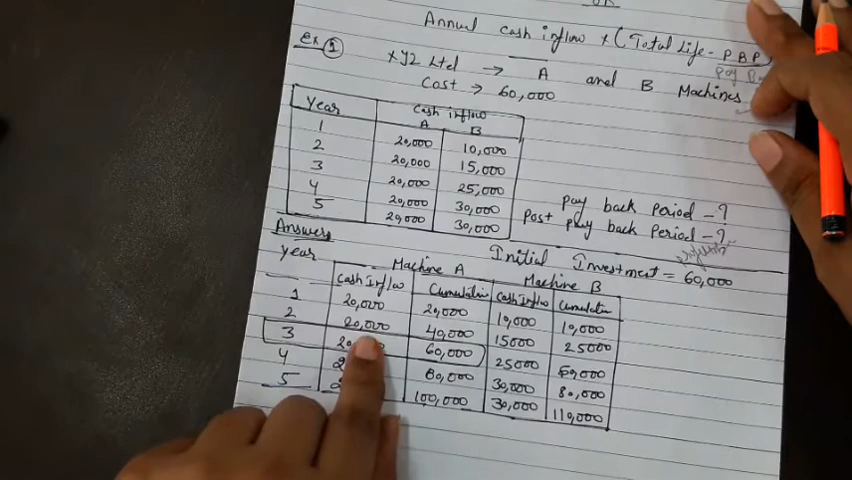 OR
Annual cash inflow x (Total Life - PBP)
ex ①
XYZ Ltd → A and B Machines
Cost → 60,000
Year Cash inflow
A B
1 20,000 10,000
2 20,000 15,000
3 20,000 25,000
4 20,000 30,000
5 20,000 30,000
pay back Period - ?
post pay back Period - ?
Answers
Initial Investment = 60,000
Year Machine A Machine B
Cash Inflow Cumulative Cash Inflow Cumulative
1 20,000 20,000 10,000 10,000
2 20,000 40,000 15000 25000
3 60,000 25000
4 80,000 30,000 80,000
5 100,000 30,000 110,000